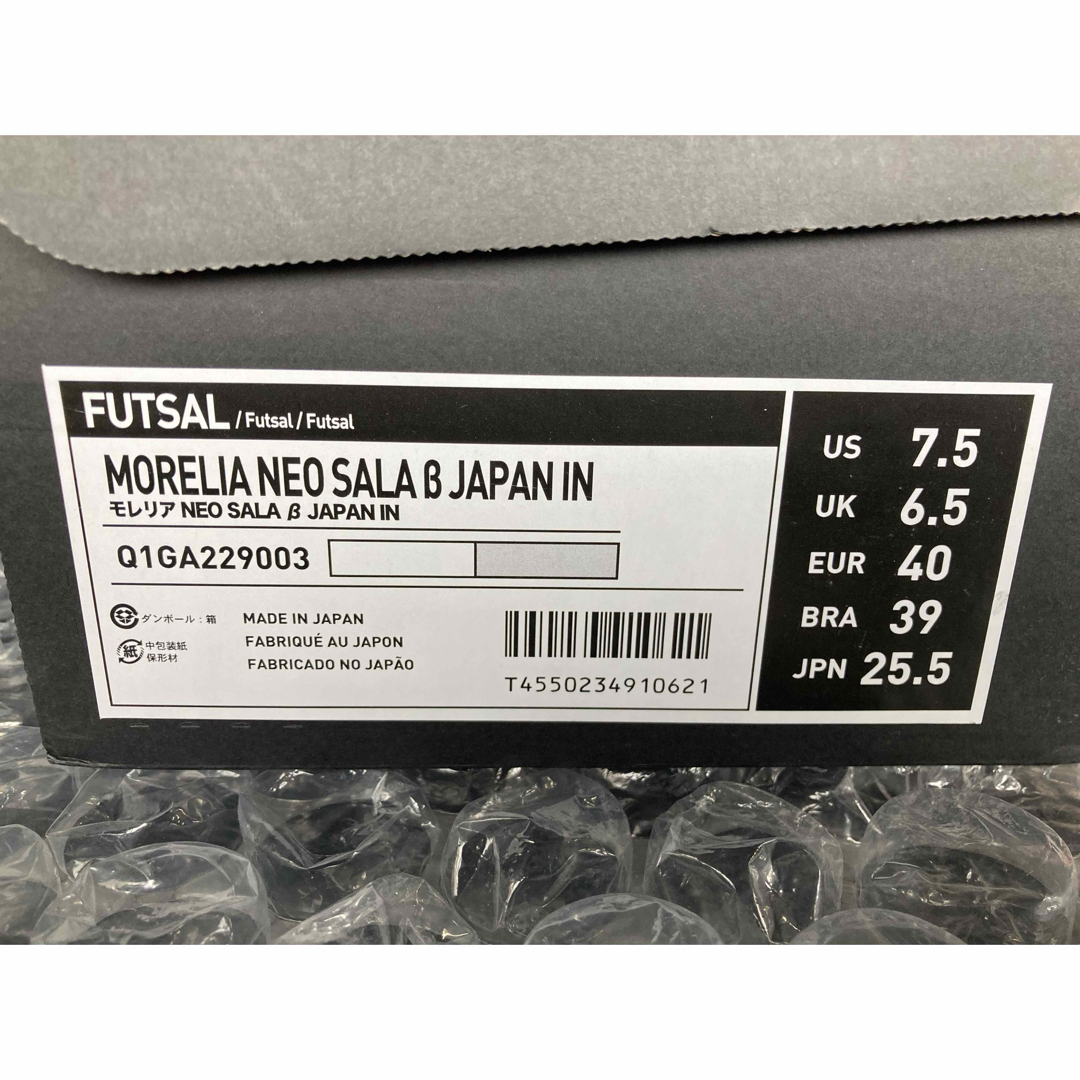 FUTSAL / Futsal / Futsal
MORELIA NEO SALA β JAPAN IN
モレリア NEO SALA β JAPAN IN
Q1GA229003
ダンボール : 箱
紙
中包装紙
保形材
MADE IN JAPAN
FABRIQUÉ AU JAPON
FABRICADO NO JAPÃO
T4550234910621
US 7.5
UK 6.5
EUR 40
BRA 39
JPN 25.5